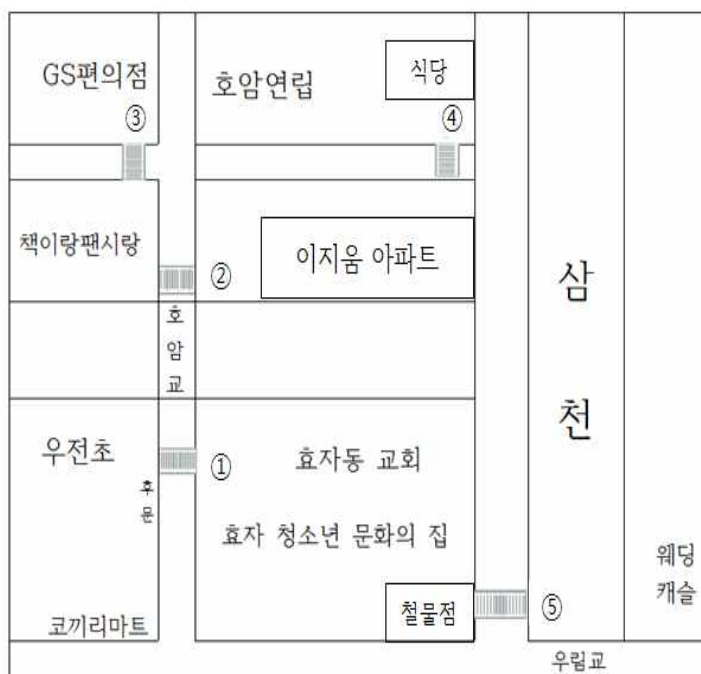 GS편의점
③
호암연립
식당
④
책이랑팬시랑
②
이지움 아파트
삼천
호암교
우전초
후문
①
효자동 교회
효자 청소년 문화의 집
코끼리마트
철물점
⑤
웨딩
캐슬
우림교